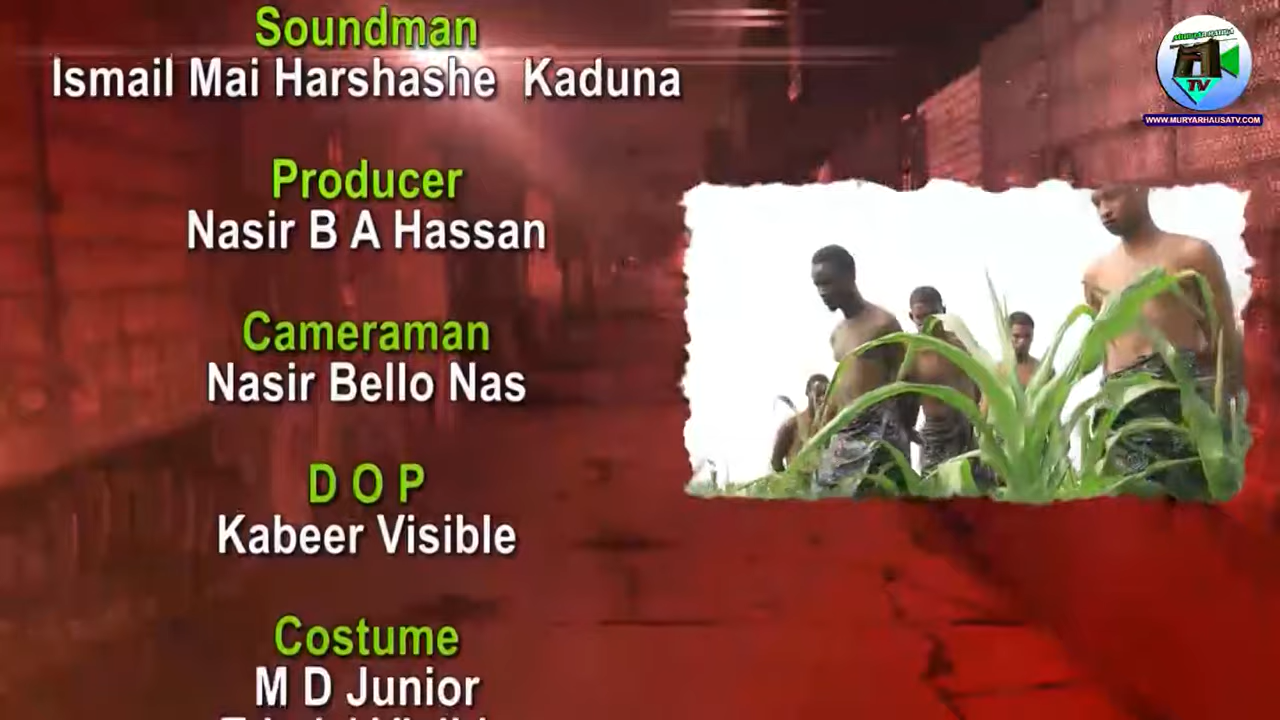 Soundman
Ismail Mai Harshashe Kaduna
Producer
Nasir B A Hassan
Cameraman
Nasir Bello Nas
D O P
Kabeer Visible
Costume
M D Junior
TV
WWW.MURYARHAUSATV.COM